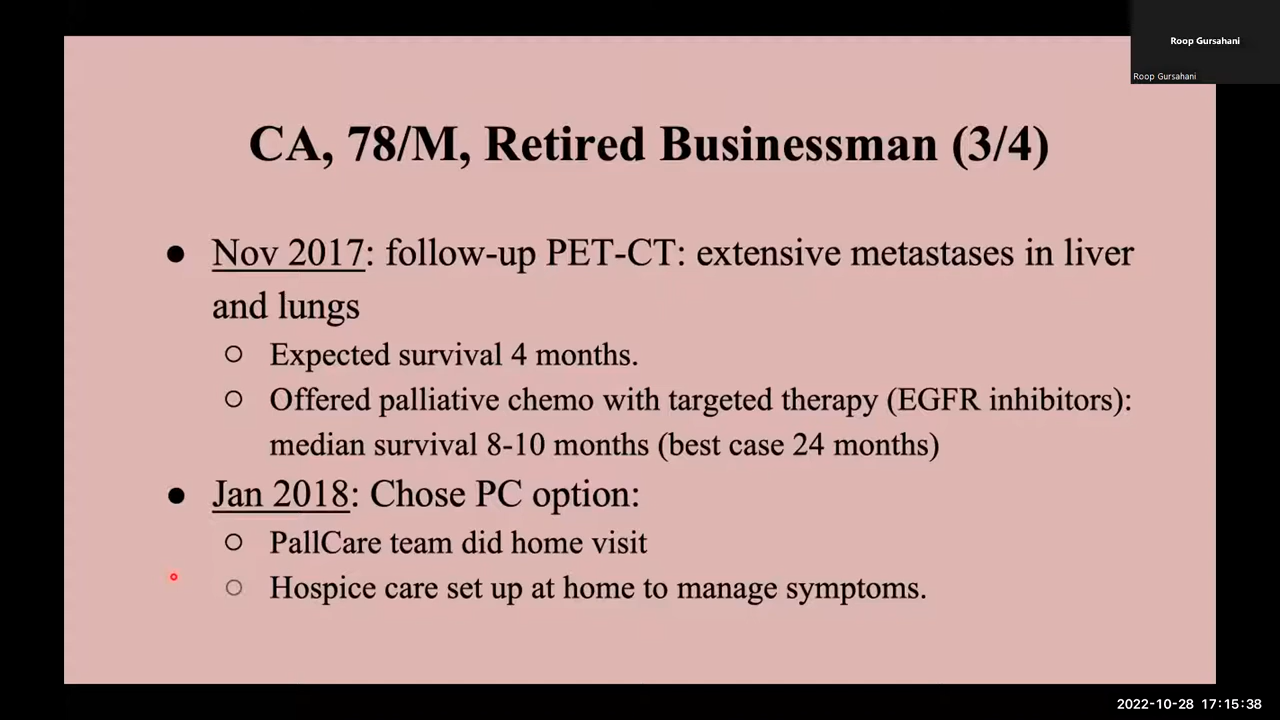 Roop Gursahani
Roop Gursahani
CA, 78/M, Retired Businessman (3/4)
● Nov 2017: follow-up PET-CT: extensive metastases in liver
and lungs
○ Expected survival 4 months.
○ Offered palliative chemo with targeted therapy (EGFR inhibitors):
median survival 8-10 months (best case 24 months)
● Jan 2018: Chose PC option:
○ PallCare team did home visit
○ Hospice care set up at home to manage symptoms.
2022-10-28 17:15:38